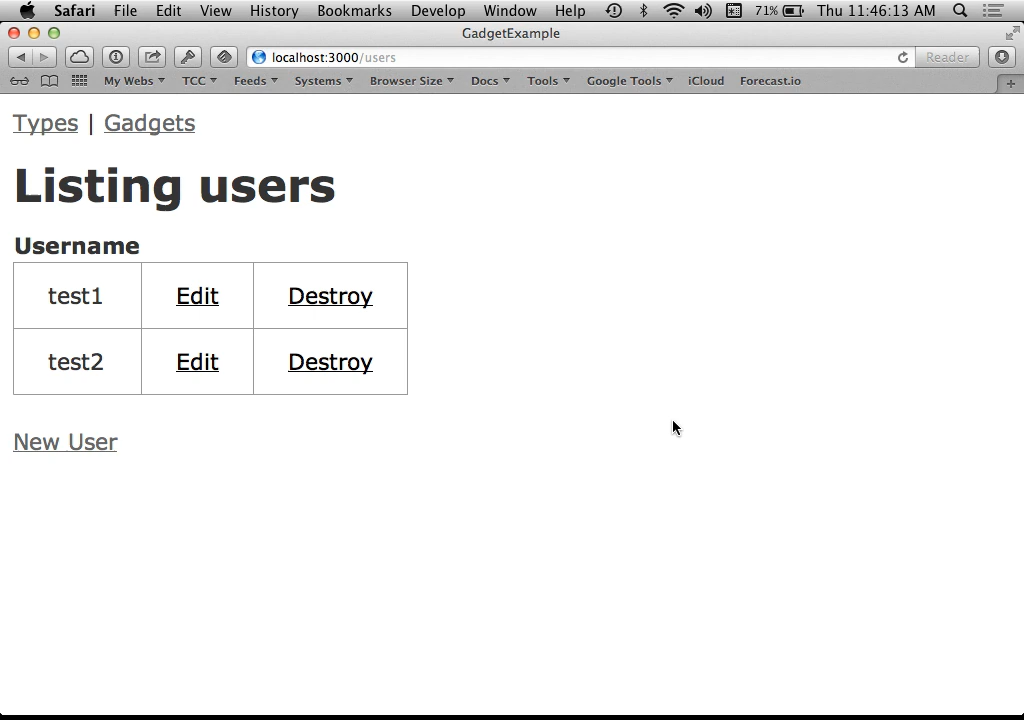 Safari File Edit View History Bookmarks Develop Window Help 71% Thu 11:46:13 AM
GadgetExample
localhost:3000/users Reader
My Webs TCC Feeds Systems Browser Size Docs Tools Google Tools iCloud Forecast.io
Types | Gadgets
Listing users
Username
test1 Edit Destroy
test2 Edit Destroy
New User